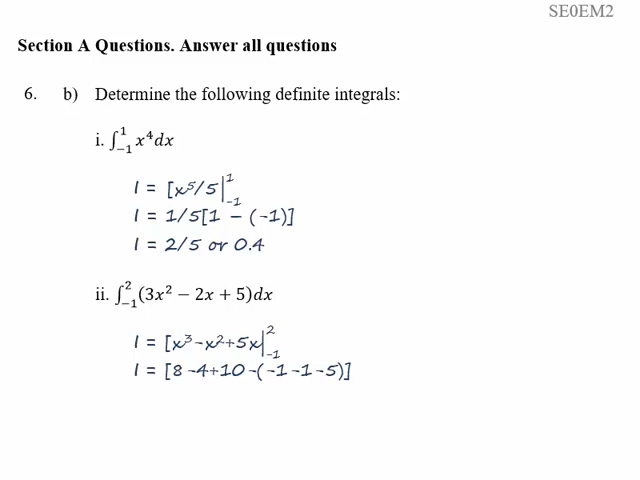 SE0EM2
Section A Questions. Answer all questions
6. b) Determine the following definite integrals:
i. ∫₋₁¹ x⁴dx
I = [x⁵/5|₋₁¹
I = 1/5[1 − (-1)]
I = 2/5 or 0.4
ii. ∫₋₁² (3x² − 2x + 5)dx
I = [x³-x²+5x|₋₁²
I = [8 -4+10 -(-1 -1 -5)]